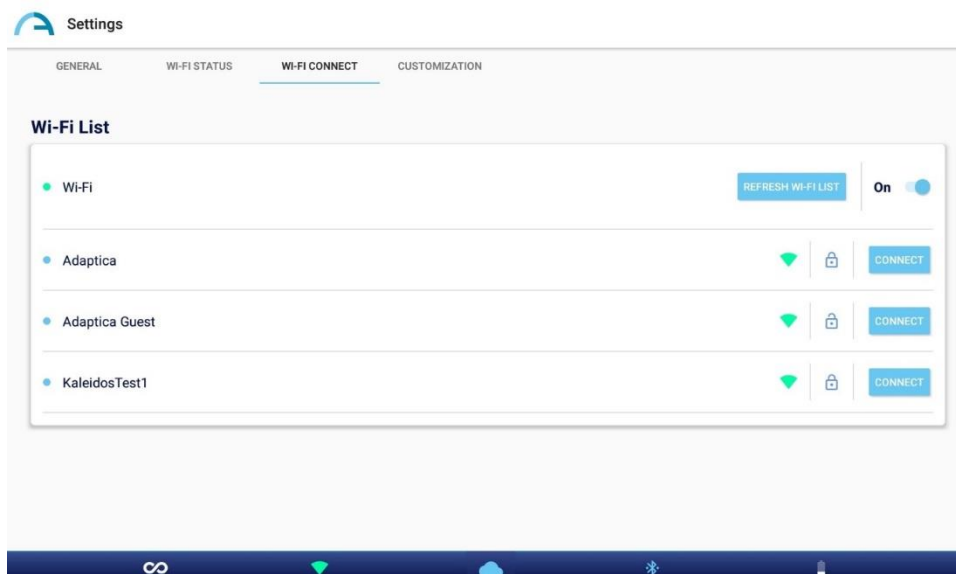 Settings
GENERAL WI-FI STATUS WI-FI CONNECT CUSTOMIZATION
Wi-Fi List
Wi-Fi REFRESH WI-FI LIST On
Adaptica CONNECT
Adaptica Guest CONNECT
KaleidosTest1 CONNECT